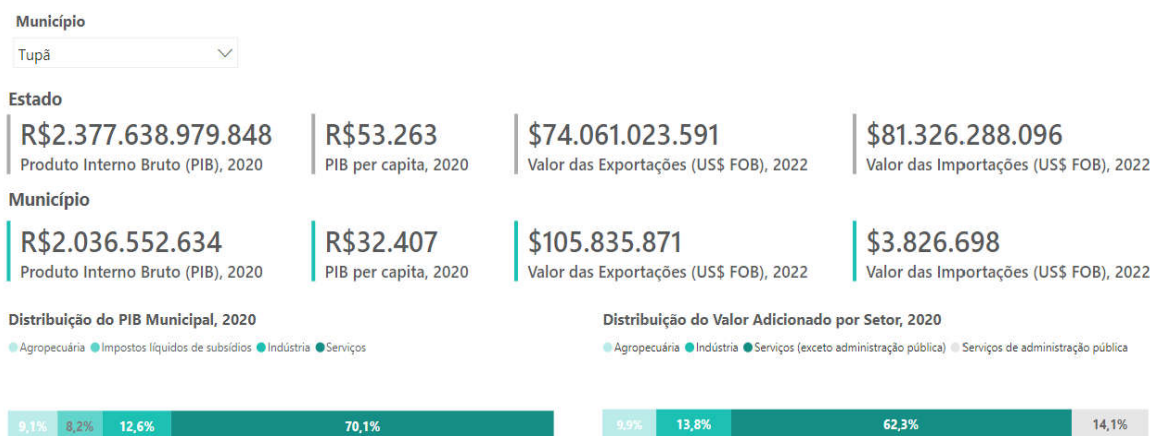 Município
Tupã
Estado
R$2.377.638.979.848 R$53.263 $74.061.023.591 $81.326.288.096
Produto Interno Bruto (PIB), 2020 PIB per capita, 2020 Valor das Exportações (US$ FOB), 2022 Valor das Importações (US$ FOB), 2022
Município
R$2.036.552.634 R$32.407 $105.835.871 $3.826.698
Produto Interno Bruto (PIB), 2020 PIB per capita, 2020 Valor das Exportações (US$ FOB), 2022 Valor das Importações (US$ FOB), 2022
Distribuição do PIB Municipal, 2020 Distribuição do Valor Adicionado por Setor, 2020
Agropecuária Impostos líquidos de subsídios Indústria Serviços Agropecuária Indústria Serviços (exceto administração pública) Serviços de administração pública
9,1% 8,2% 12,6% 70,1% 9,9% 13,8% 62,3% 14,1%